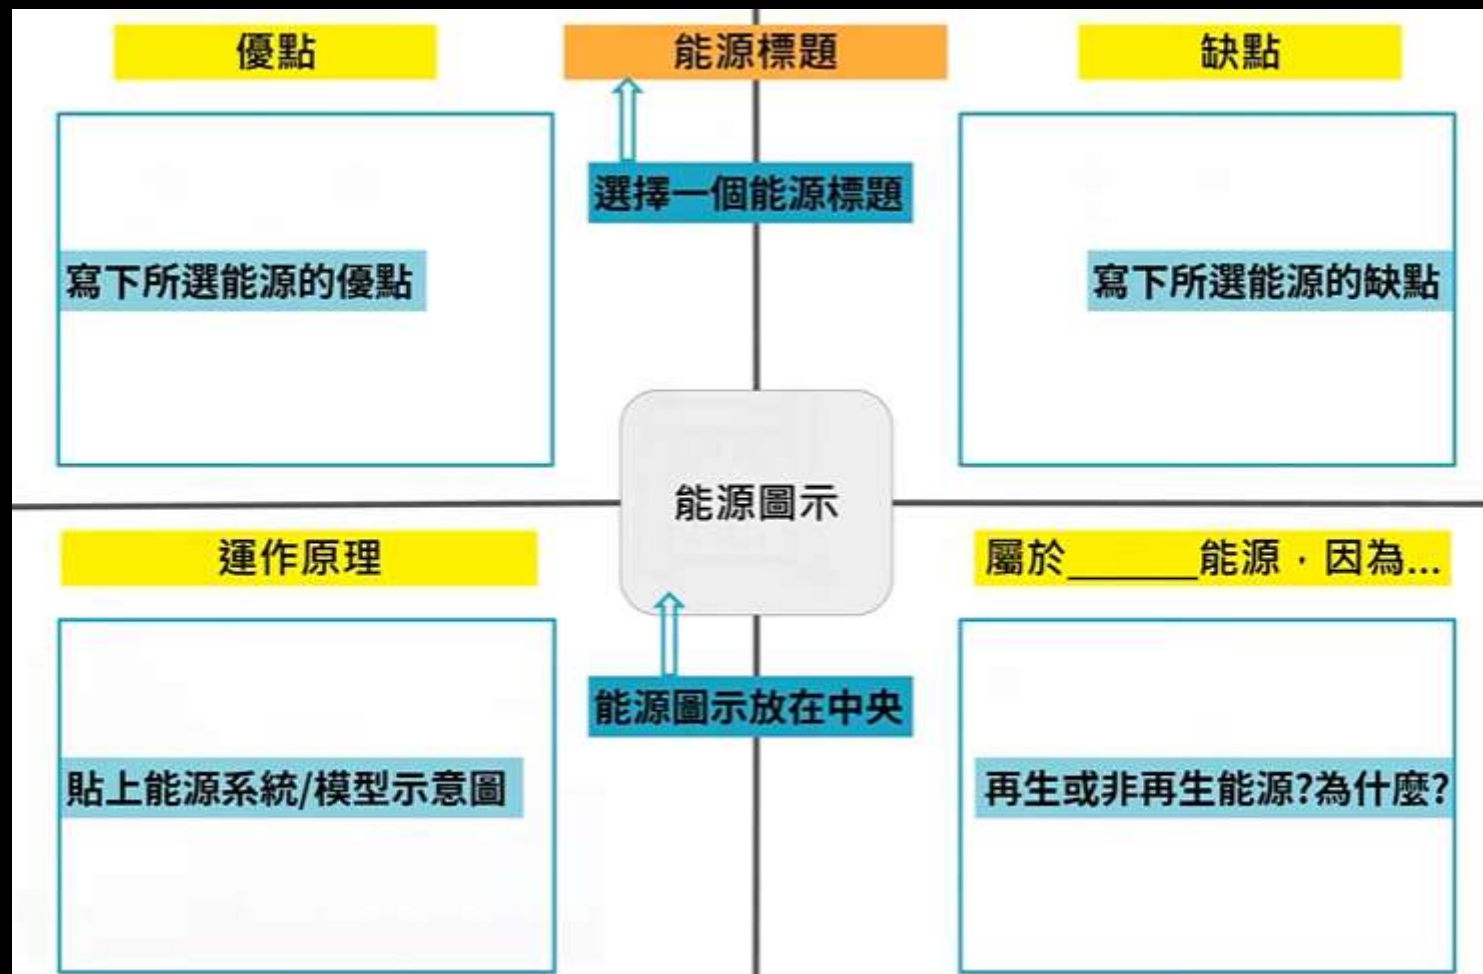 優點
能源標題
缺點
選擇一個能源標題
寫下所選能源的優點
寫下所選能源的缺點
能源圖示
運作原理
屬於______能源，因為...
能源圖示放在中央
貼上能源系統/模型示意圖
再生或非再生能源?為什麼?